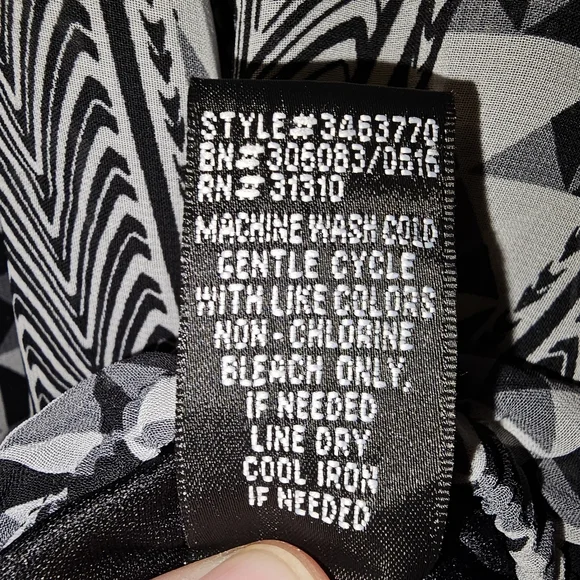 STYLE#3463770
BN#306083/0516
RN#31310
MACHINE WASH COLD
GENTLE CYCLE
WITH LIKE COLORS
NON-CHLORINE
BLEACH ONLY.
IF NEEDED
LINE DRY
COOL IRON
IF NEEDED